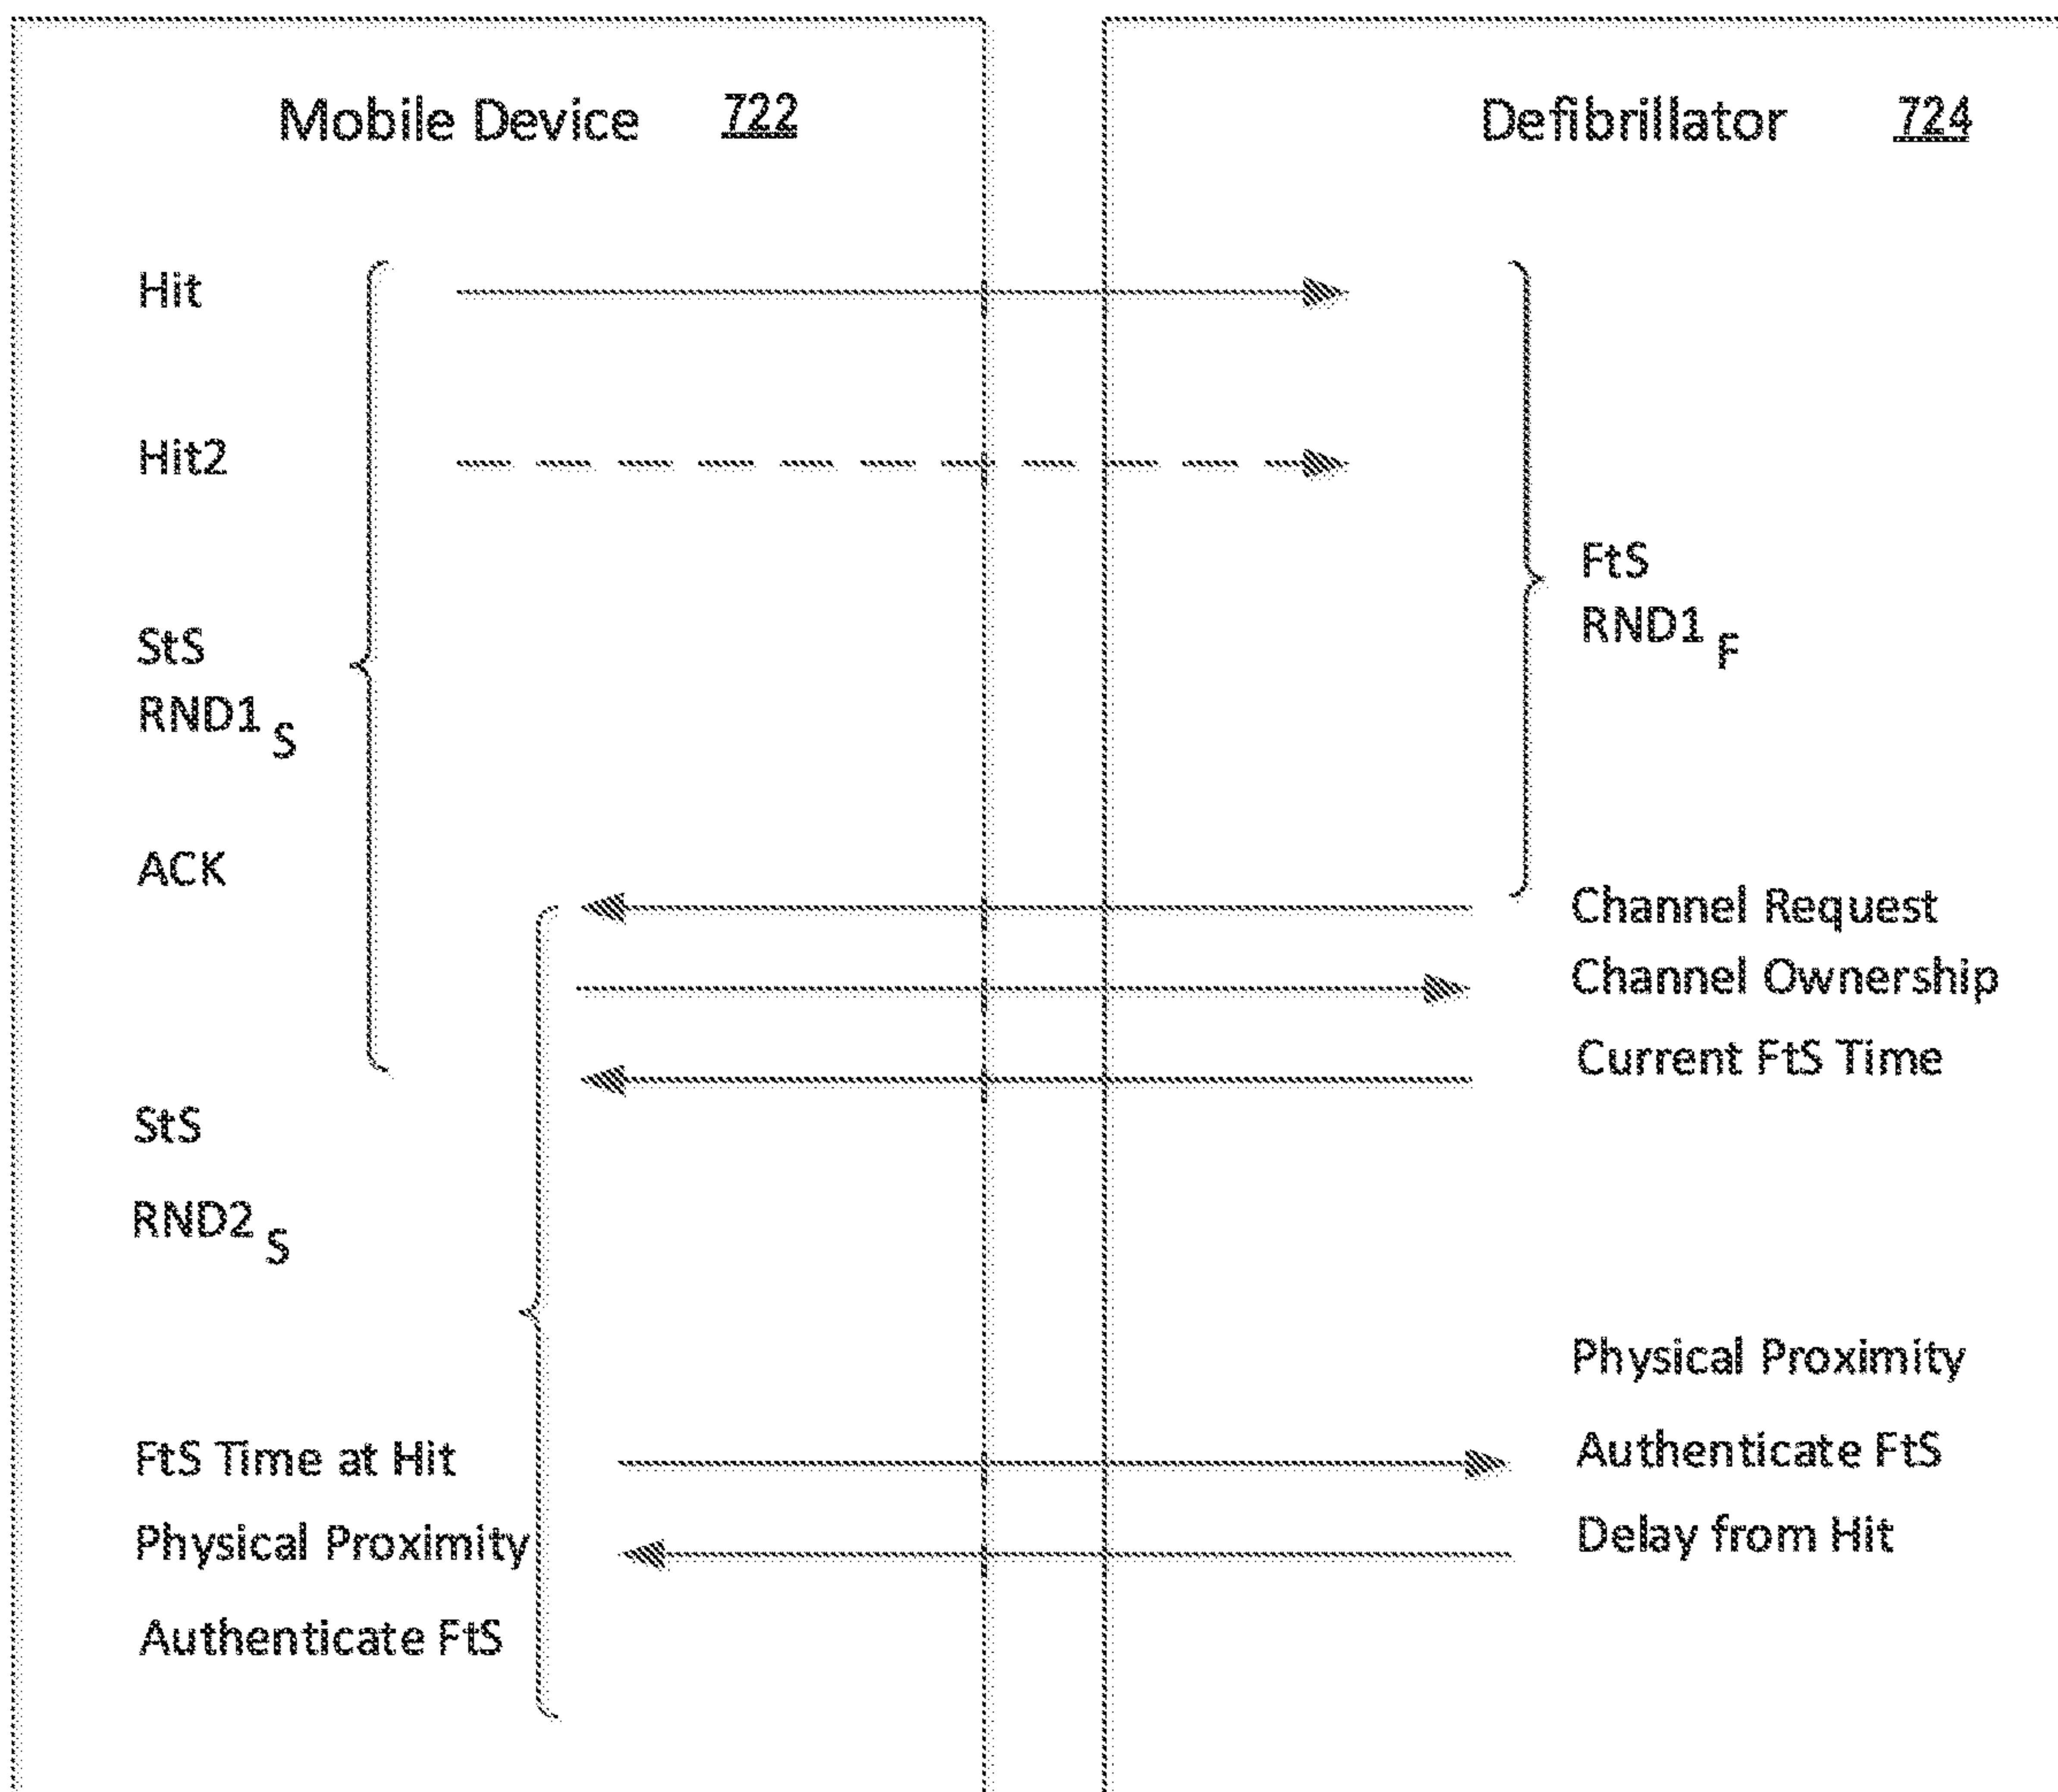 Mobile Device 722
Hit
Hit2
StS
RND1 S
ACK
StS
RND2 S
FtS Time at Hit
Physical Proximity
Authenticate FtS
Defibrillator 724
FtS
RND1 F
Channel Request
Channel Ownership
Current FtS Time
Physical Proximity
Authenticate FtS
Delay from Hit